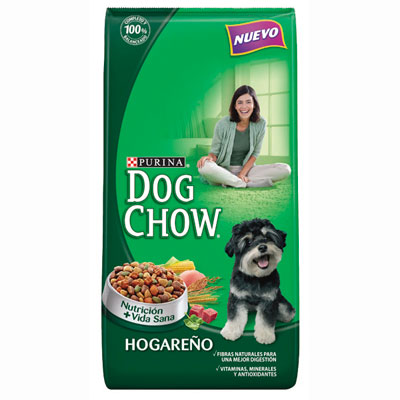 COMPLETO Y
100%
BALANCEADO
NUEVO
PURINA
DOG
CHOW
Nutrición
+Vida Sana
HOGAREÑO
√FIBRAS NATURALES PARA
UNA MEJOR DIGESTIÓN
√VITAMINAS, MINERALES
Y ANTIOXIDANTES